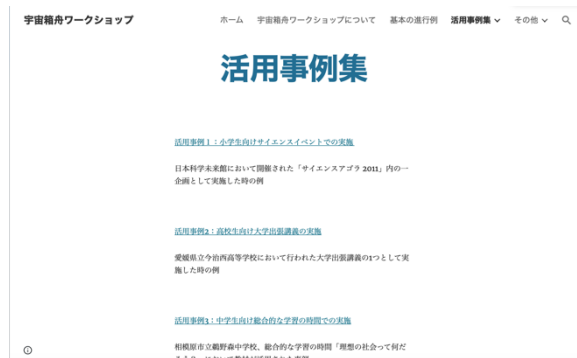 宇宙箱舟ワークショップ
ホーム 宇宙箱舟ワークショップについて 基本の進行例 活用事例集 その他
活用事例集
活用事例１：小学生向けサイエンスイベントでの実施
日本科学未来館において開催された「サイエンスアゴラ 2011」内の一
企画として実施した時の例
活用事例2：高校生向け大学出張講義の実施
愛媛県立今治西高等学校において行われた大学出張講義の1つとして実
施した時の例
活用事例3：中学生向け総合的な学習の時間での実施
相模原市立鵜野森中学校、総合的な学習の時間「理想の社会って何だ